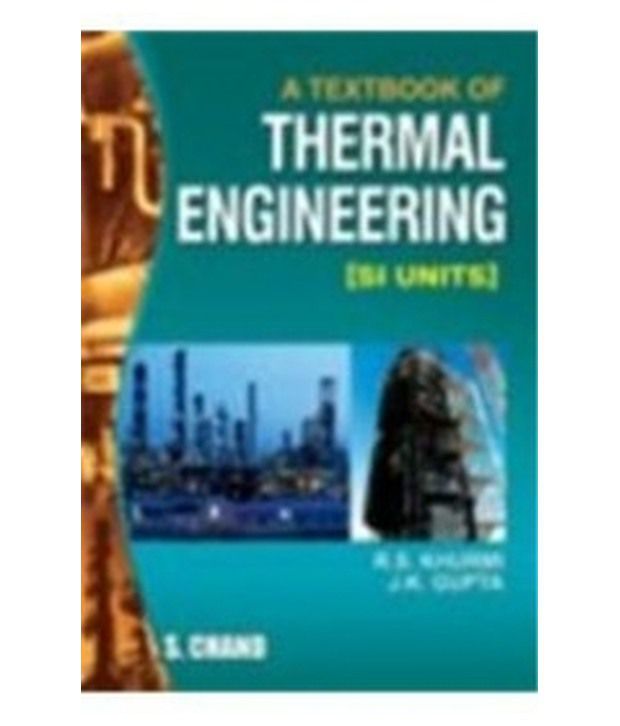 A TEXTBOOK OF
THERMAL
ENGINEERING
[SI UNITS]
R.S. KHURMI
J.K. GUPTA
S. CHAND